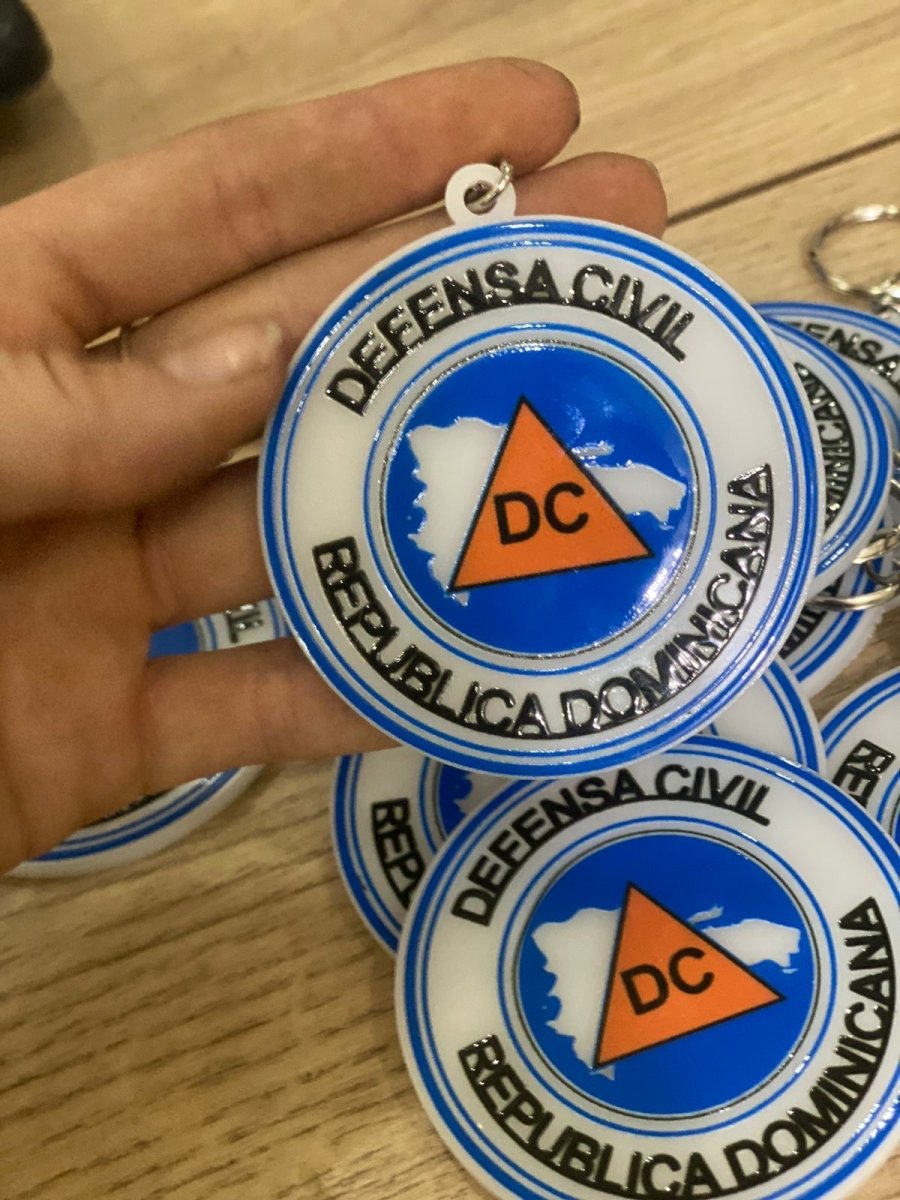 DEFENSA CIVIL
DC
REPUBLICA DOMINICANA
DEFENSA CIVIL
DC
REPUBLICA DOMINICANA